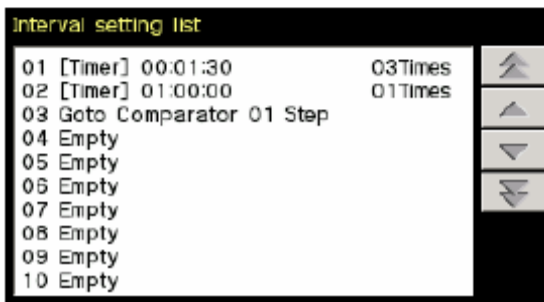 Interval setting list
01 [Timer] 00:01:30 03Times
02 [Timer] 01:00:00 01Times
03 Goto Comparator 01 Step
04 Empty
05 Empty
06 Empty
07 Empty
08 Empty
09 Empty
10 Empty